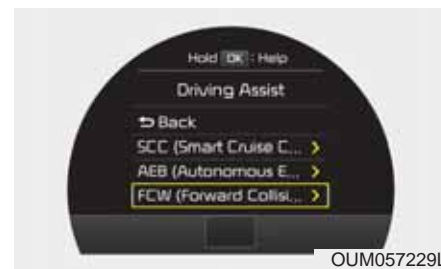 Hold OK : Help
Driving Assist
Back
SCC (Smart Cruise C...
AEB (Autonomous E...
FCW (Forward Collisi...
OUM057229L